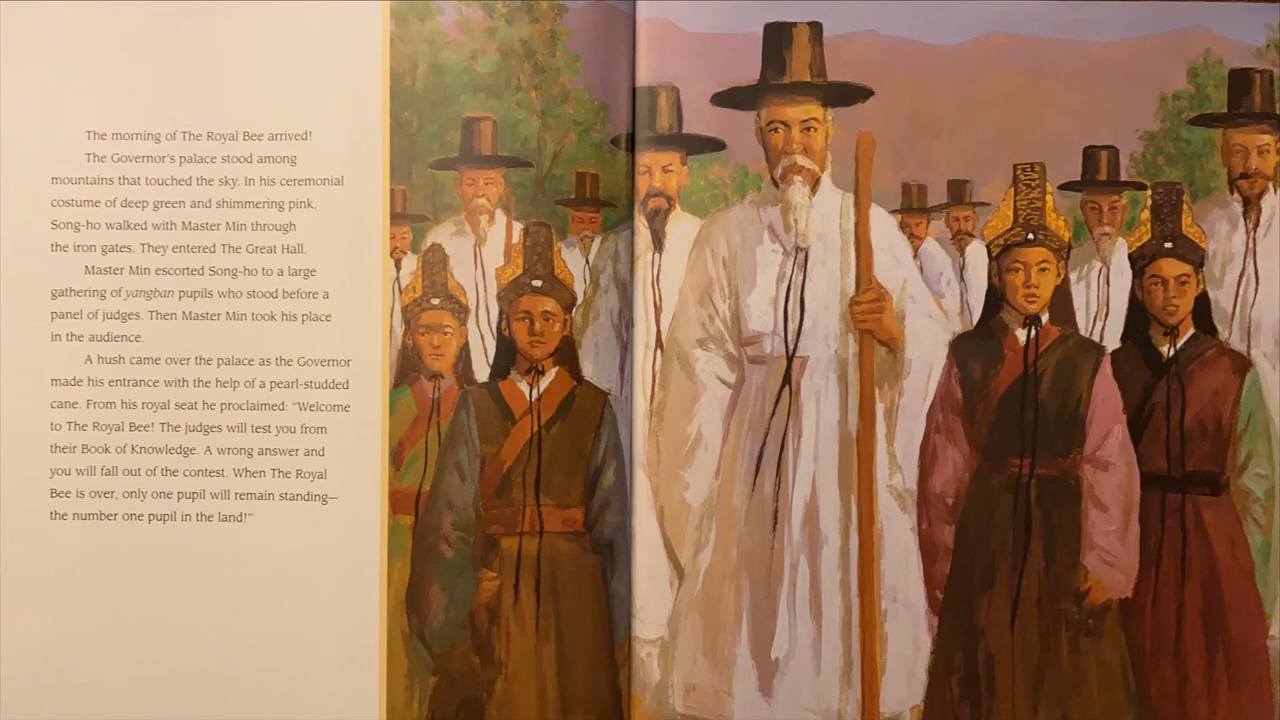 The morning of The Royal Bee arrived!
The Governor's palace stood among
mountains that touched the sky. In his ceremonial
costume of deep green and shimmering pink,
Song-ho walked with Master Min through
the iron gates. They entered The Great Hall.
Master Min escorted Song-ho to a large
gathering of yangban pupils who stood before a
panel of judges. Then Master Min took his place
in the audience.
A hush came over the palace as the Governor
made his entrance with the help of a pearl-studded
cane. From his royal seat he proclaimed: “Welcome
to The Royal Bee! The judges will test you from
their Book of Knowledge. A wrong answer and
you will fall out of the contest. When The Royal
Bee is over, only one pupil will remain standing—
the number one pupil in the land!”